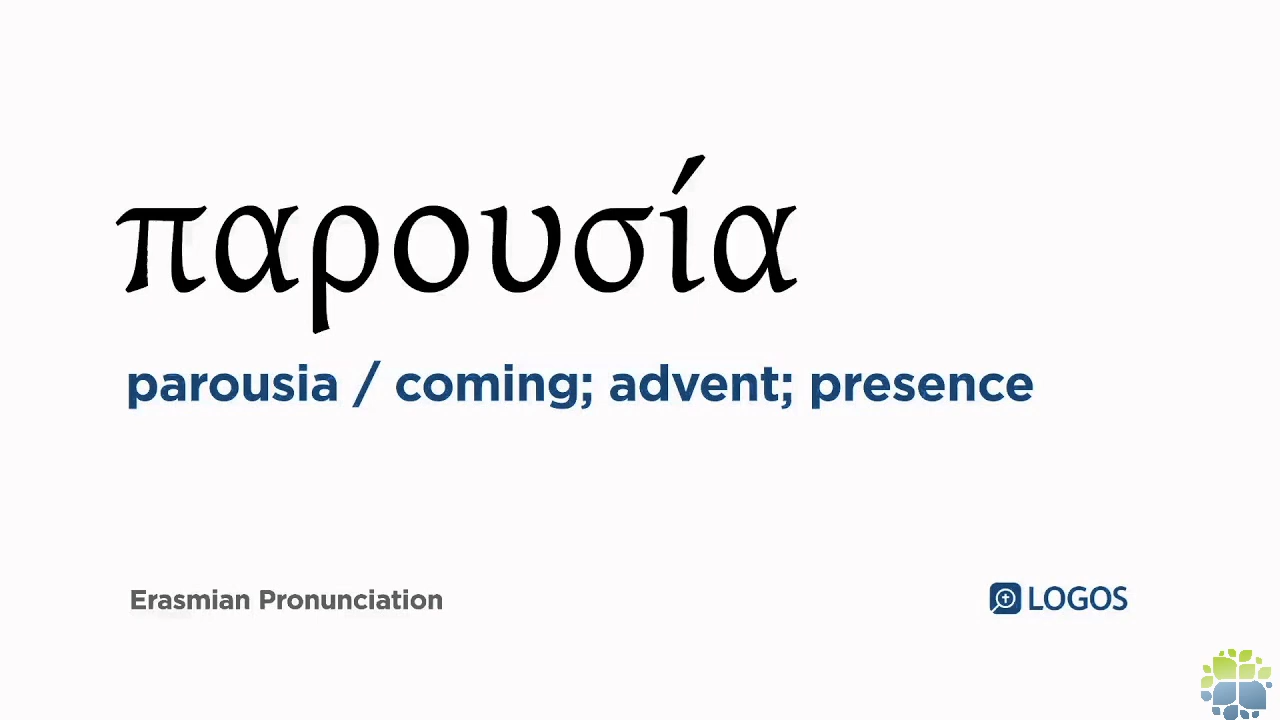 παρουσία
parousia / coming; advent; presence
Erasmian Pronunciation
LOGOS